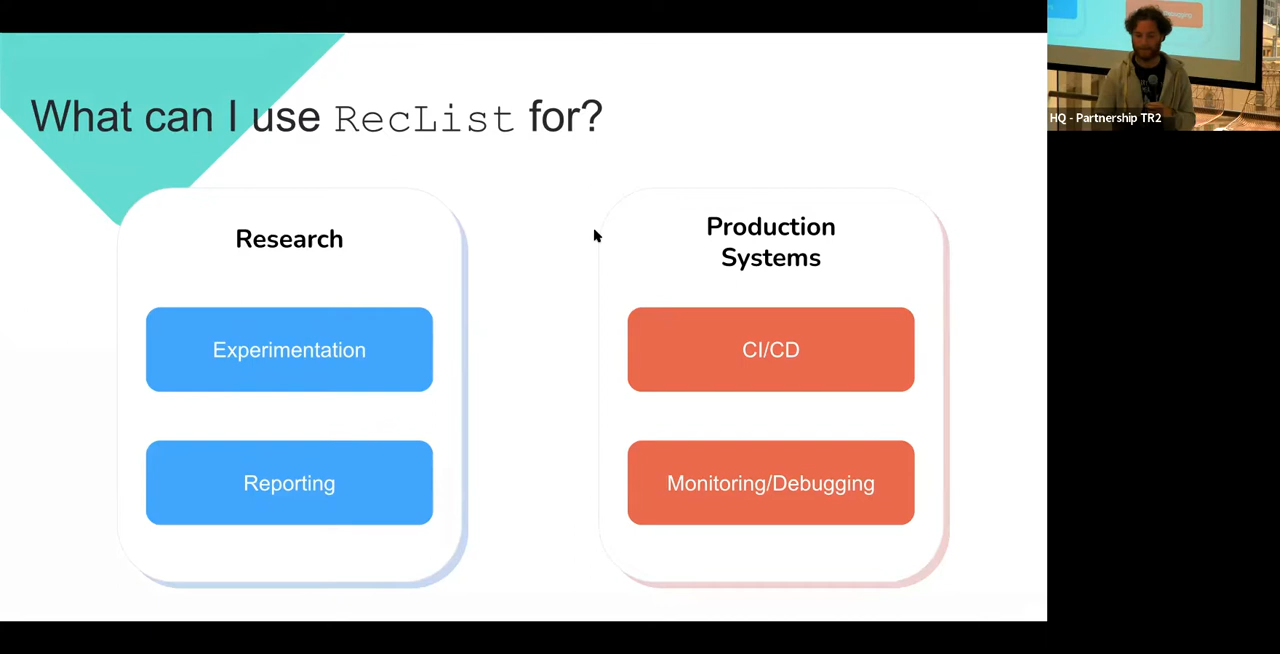 What can I use RecList for?
Research
Experimentation
Reporting
Production
Systems
CI/CD
Monitoring/Debugging
HQ - Partnership TR2